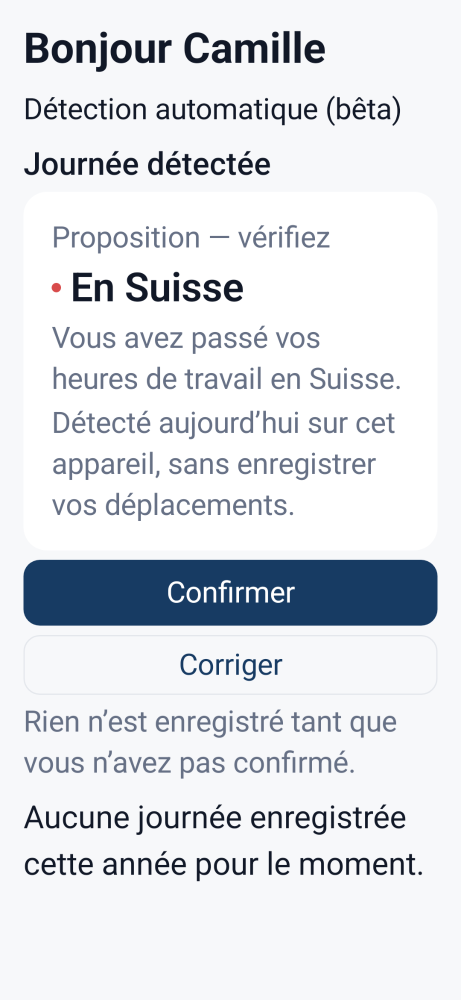 Bonjour Camille
Détection automatique (bêta)
Journée détectée
Proposition — vérifiez
En Suisse
Vous avez passé vos
heures de travail en Suisse.
Détecté aujourd’hui sur cet
appareil, sans enregistrer
vos déplacements.
Confirmer
Corriger
Rien n’est enregistré tant que
vous n’avez pas confirmé.
Aucune journée enregistrée
cette année pour le moment.